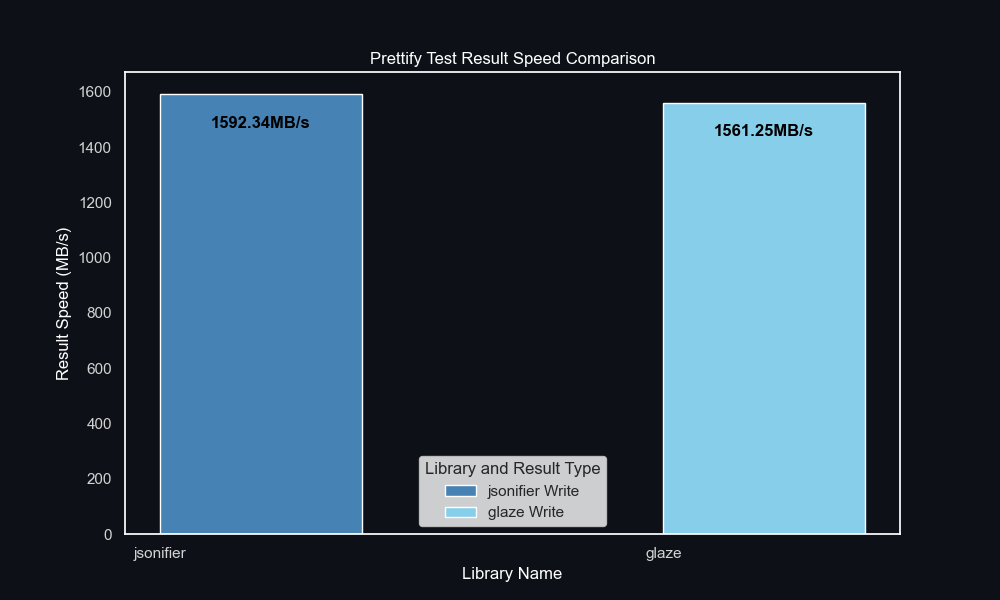 Prettify Test Result Speed Comparison
Result Speed (MB/s)
1600
1400
1200
1000
800
600
400
200
0
1592.34MB/s
1561.25MB/s
Library and Result Type
jsonifier Write
glaze Write
jsonifier
glaze
Library Name